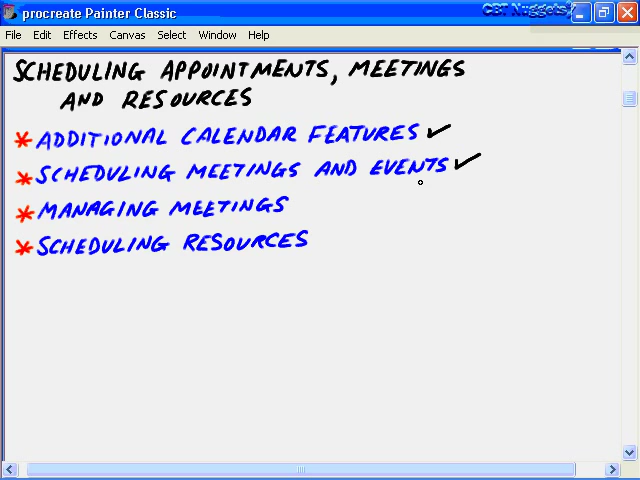 procreate Painter Classic
CBT Nuggets
File Edit Effects Canvas Select Window Help
SCHEDULING APPOINTMENTS, MEETINGS
AND RESOURCES
* ADDITIONAL CALENDAR FEATURES ✓
* SCHEDULING MEETINGS AND EVENTS ✓
* MANAGING MEETINGS
* SCHEDULING RESOURCES